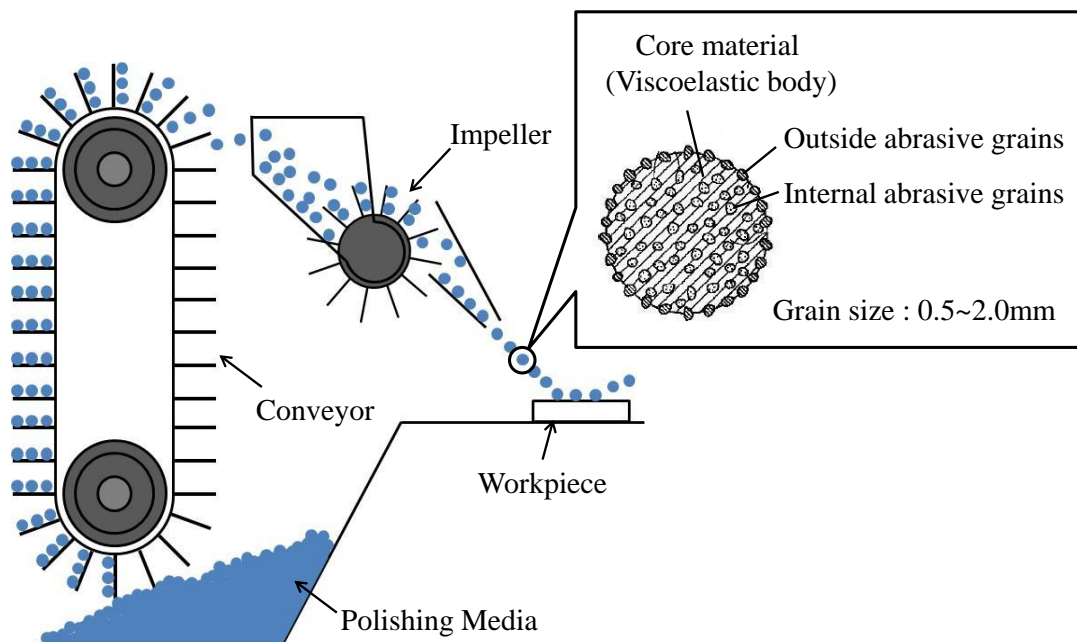 Core material
(Viscoelastic body)
Impeller
Outside abrasive grains
Internal abrasive grains
Grain size : 0.5~2.0mm
Conveyor
Workpiece
Polishing Media